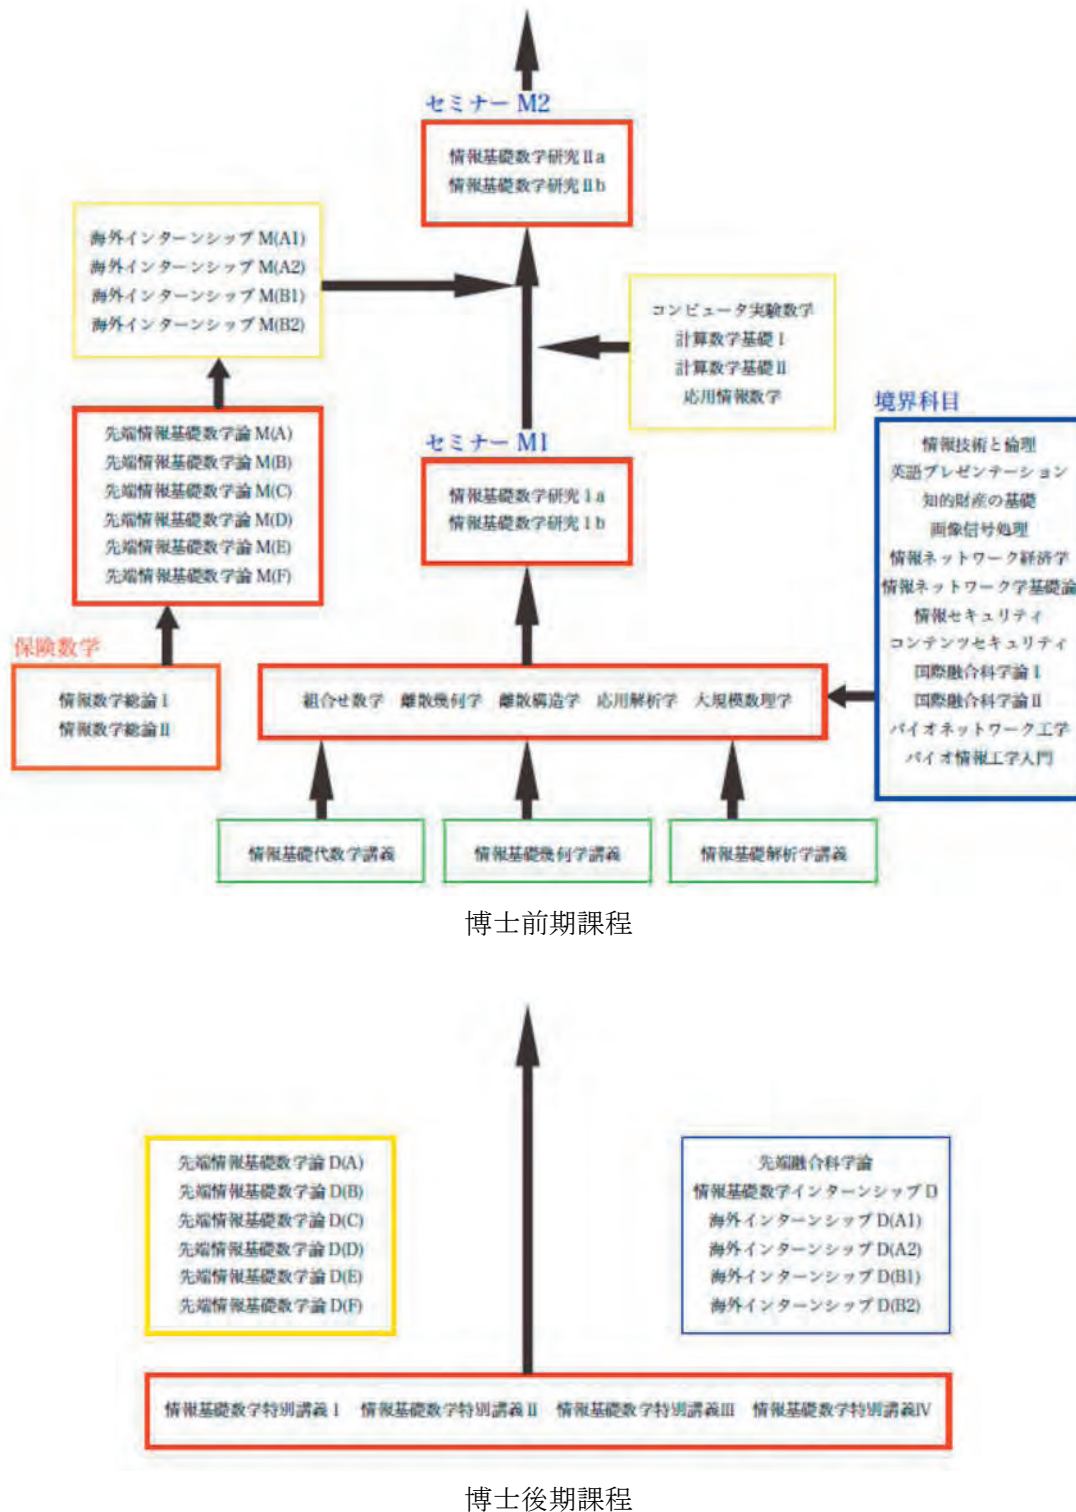 セミナー M2
情報基礎数学研究 II a
情報基礎数学研究 II b
海外インターンシップ M(A1)
海外インターンシップ M(A2)
海外インターンシップ M(B1)
海外インターンシップ M(B2)
コンピュータ実験数学
計算数学基礎 I
計算数学基礎 II
応用情報数学
先端情報基礎数学論 M(A)
先端情報基礎数学論 M(B)
先端情報基礎数学論 M(C)
先端情報基礎数学論 M(D)
先端情報基礎数学論 M(E)
先端情報基礎数学論 M(F)
セミナー M1
情報基礎数学研究 I a
情報基礎数学研究 I b
境界科目
情報技術と倫理
英語プレゼンテーション
知的財産の基礎
画像信号処理
情報ネットワーク経済学
情報ネットワーク学基礎論
情報セキュリティ
コンテンツセキュリティ
国際融合科学論 I
国際融合科学論 II
バイオネットワーク工学
バイオ情報工学入門
保険数学
情報数学総論 I
情報数学総論 II
組合せ数学 離散幾何学 離散構造学 応用解析学 大規模数理学
情報基礎代数学講義 情報基礎幾何学講義 情報基礎解析学講義
博士前期課程
先端情報基礎数学論 D(A)
先端情報基礎数学論 D(B)
先端情報基礎数学論 D(C)
先端情報基礎数学論 D(D)
先端情報基礎数学論 D(E)
先端情報基礎数学論 D(F)
先端融合科学論
情報基礎数学インターンシップ D
海外インターンシップ D(A1)
海外インターンシップ D(A2)
海外インターンシップ D(B1)
海外インターンシップ D(B2)
情報基礎数学特別講義 I 情報基礎数学特別講義 II 情報基礎数学特別講義III 情報基礎数学特別講義IV
博士後期課程